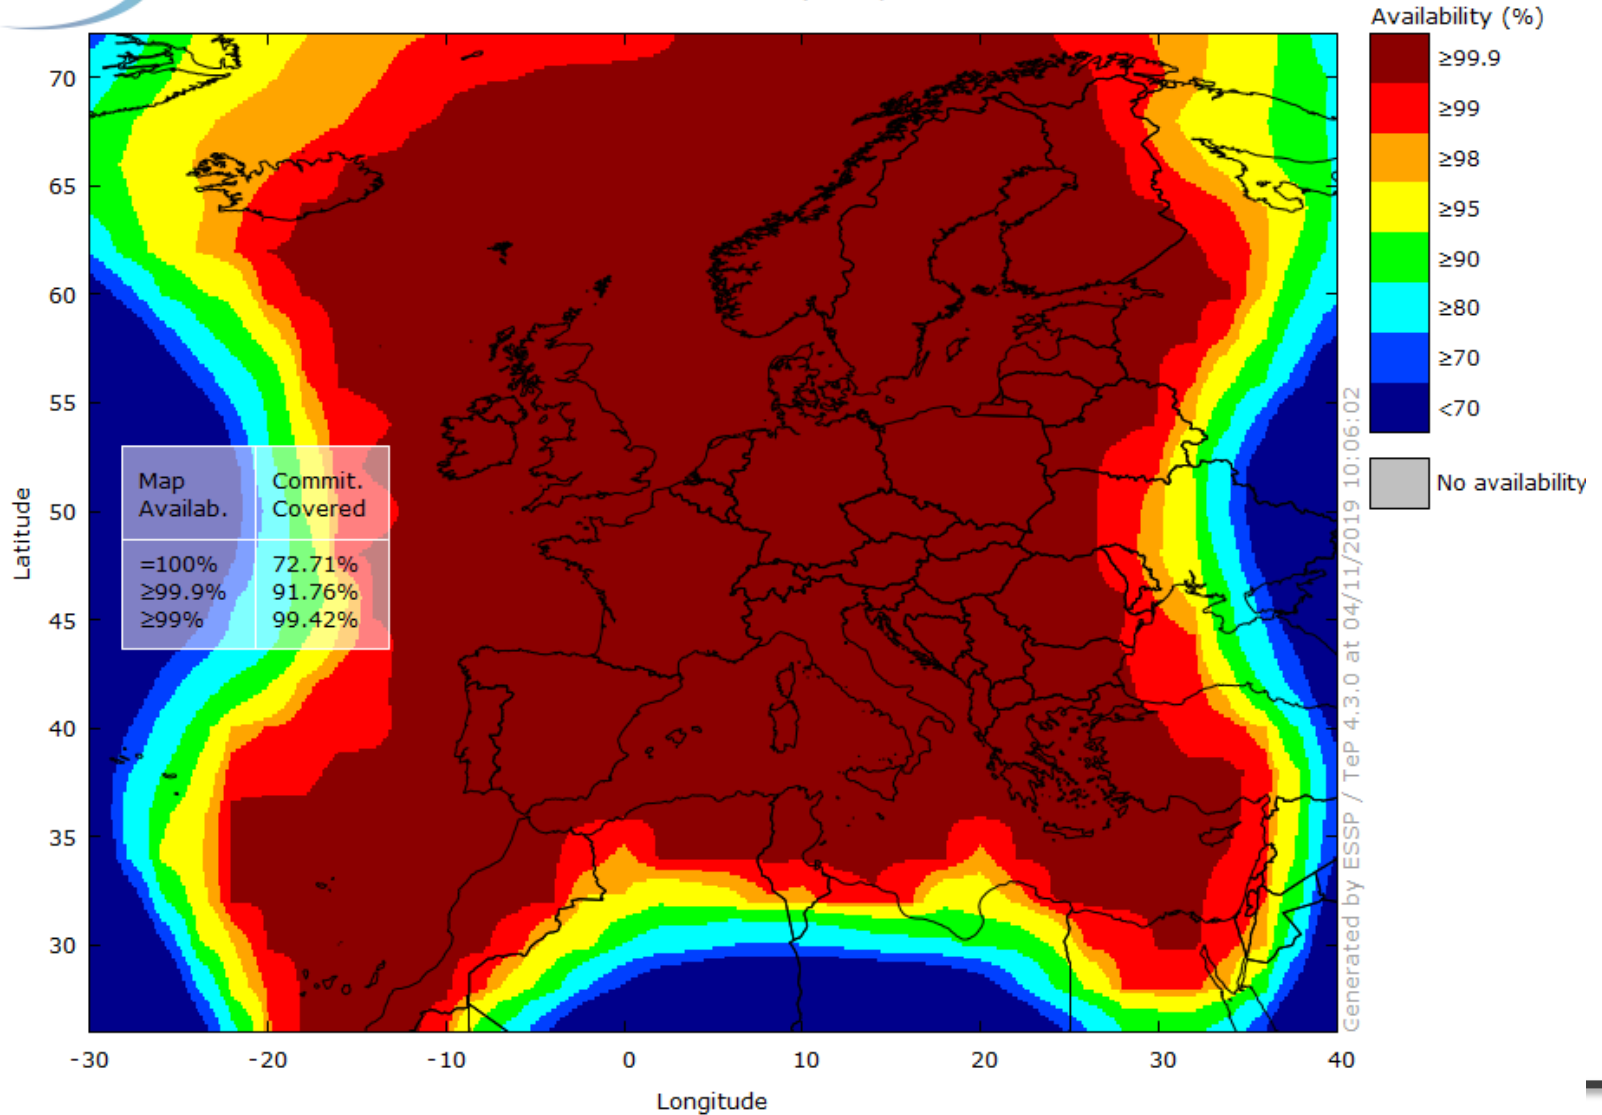 Availability (%)
≥99.9
≥99
≥98
≥95
≥90
≥80
≥70
<70
No availability
70
65
60
55
50
45
40
35
30
Latitude
Map
Availab.
Commit.
Covered
=100% 72.71%
≥99.9% 91.76%
≥99% 99.42%
-30 -20 -10 0 10 20 30 40
Longitude
Generated by ESSP / TeP 4.3.0 at 04/11/2019 10:06:02